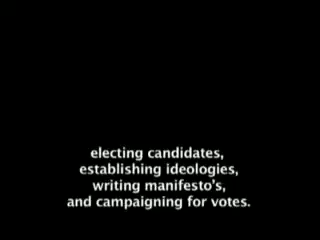 electing candidates,
establishing ideologies,
writing manifesto's,
and campaigning for votes.